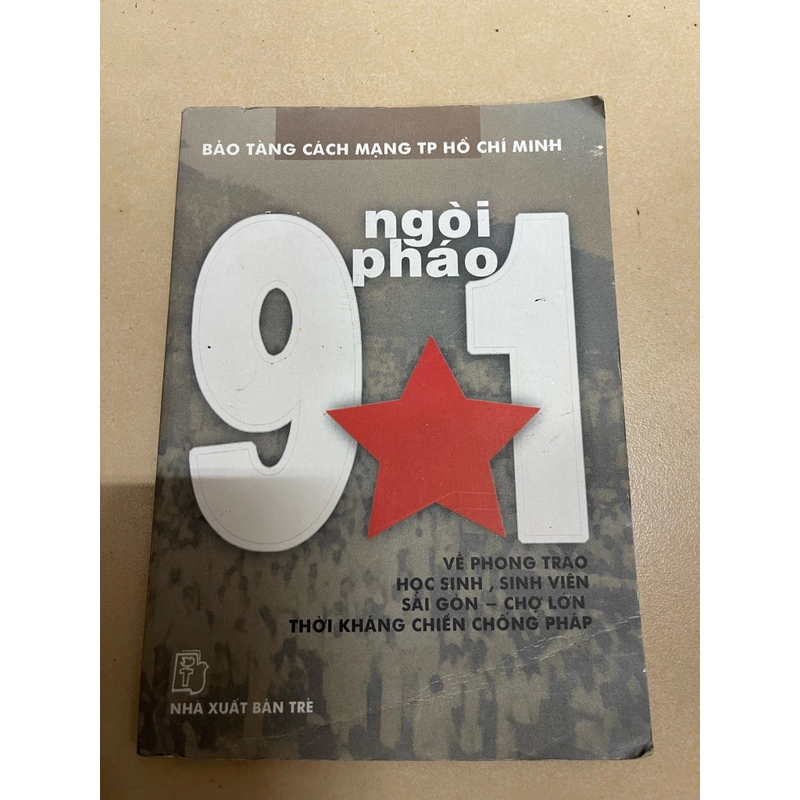 BẢO TÀNG CÁCH MẠNG TP HỒ CHÍ MINH
ngòi
pháo
9 1
VỀ PHONG TRÀO
HỌC SINH , SINH VIÊN
SÀI GÒN – CHỢ LỚN
THỜI KHÁNG CHIẾN CHỐNG PHÁP
NHÀ XUẤT BẢN TRẺ